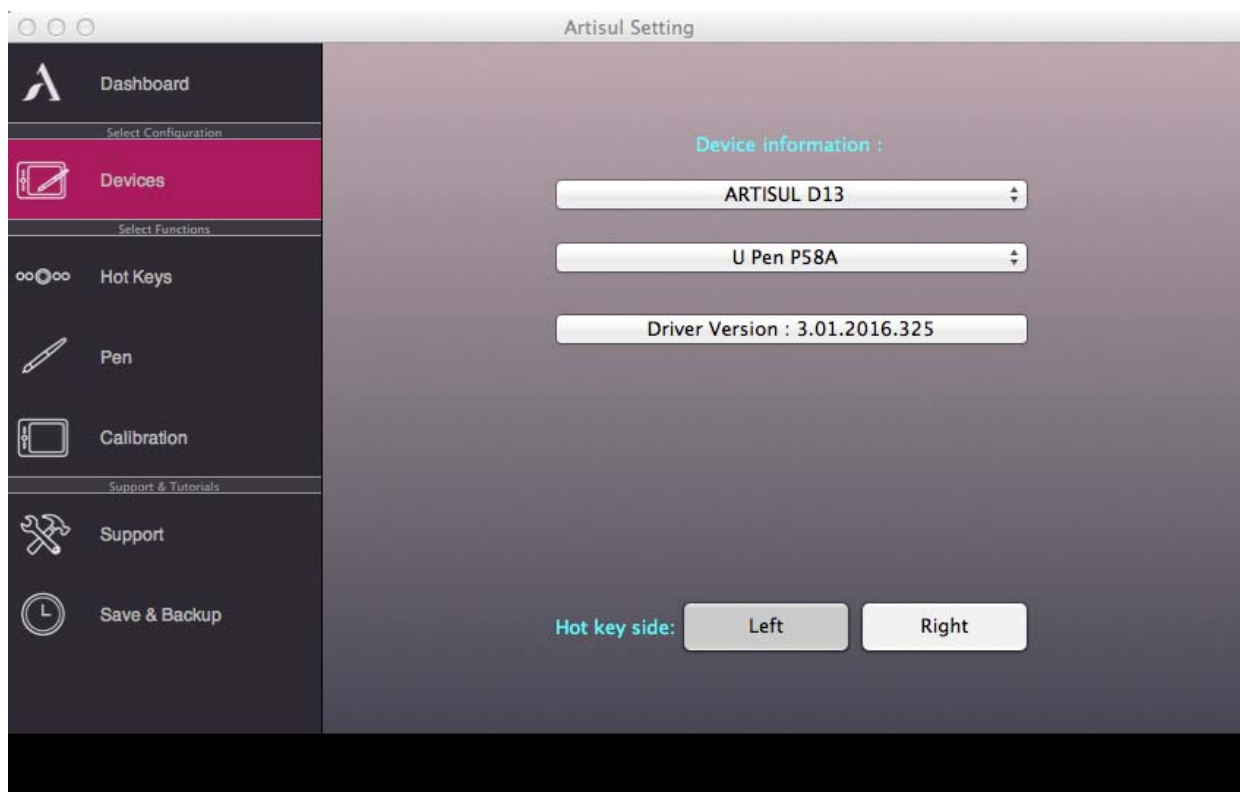 Artisul Setting
Dashboard
Select Configuration
Devices
Select Functions
Hot Keys
Pen
Calibration
Support & Tutorials
Support
Save & Backup
Device information :
ARTISUL D13
U Pen P58A
Driver Version : 3.01.2016.325
Hot key side: Left Right